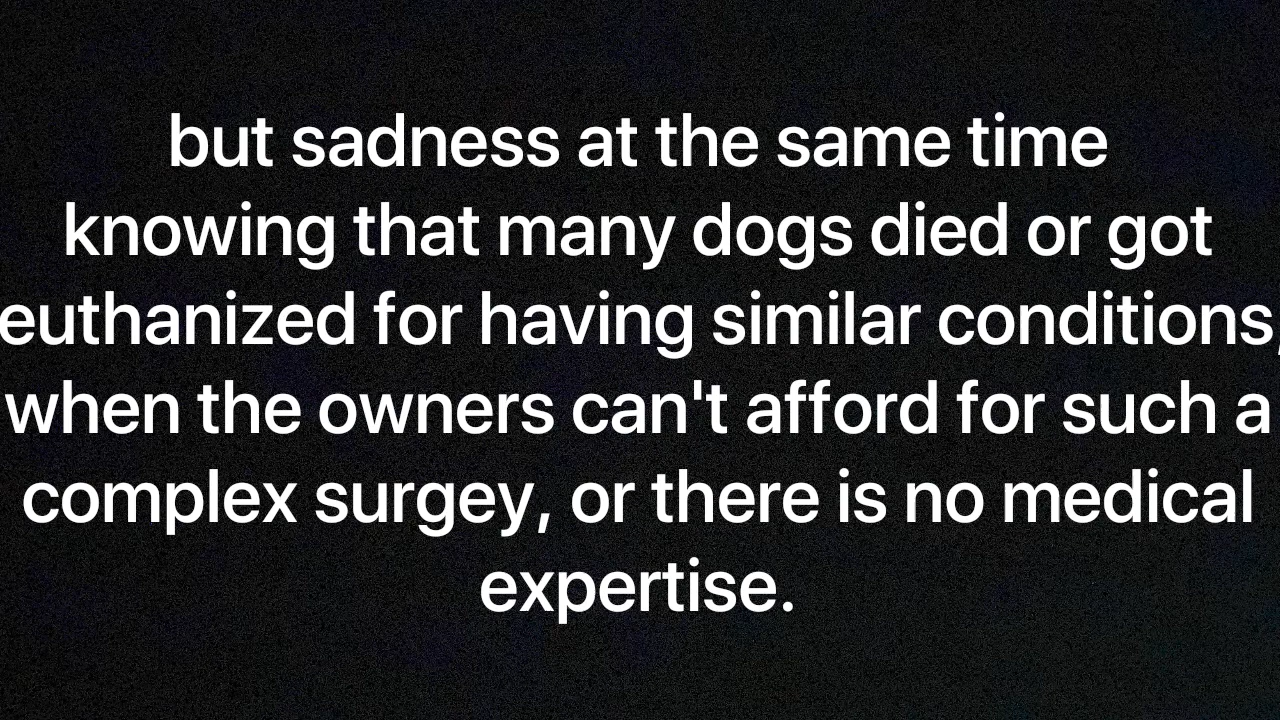 but sadness at the same time
knowing that many dogs died or got
euthanized for having similar conditions,
when the owners can't afford for such a
complex surgey, or there is no medical
expertise.